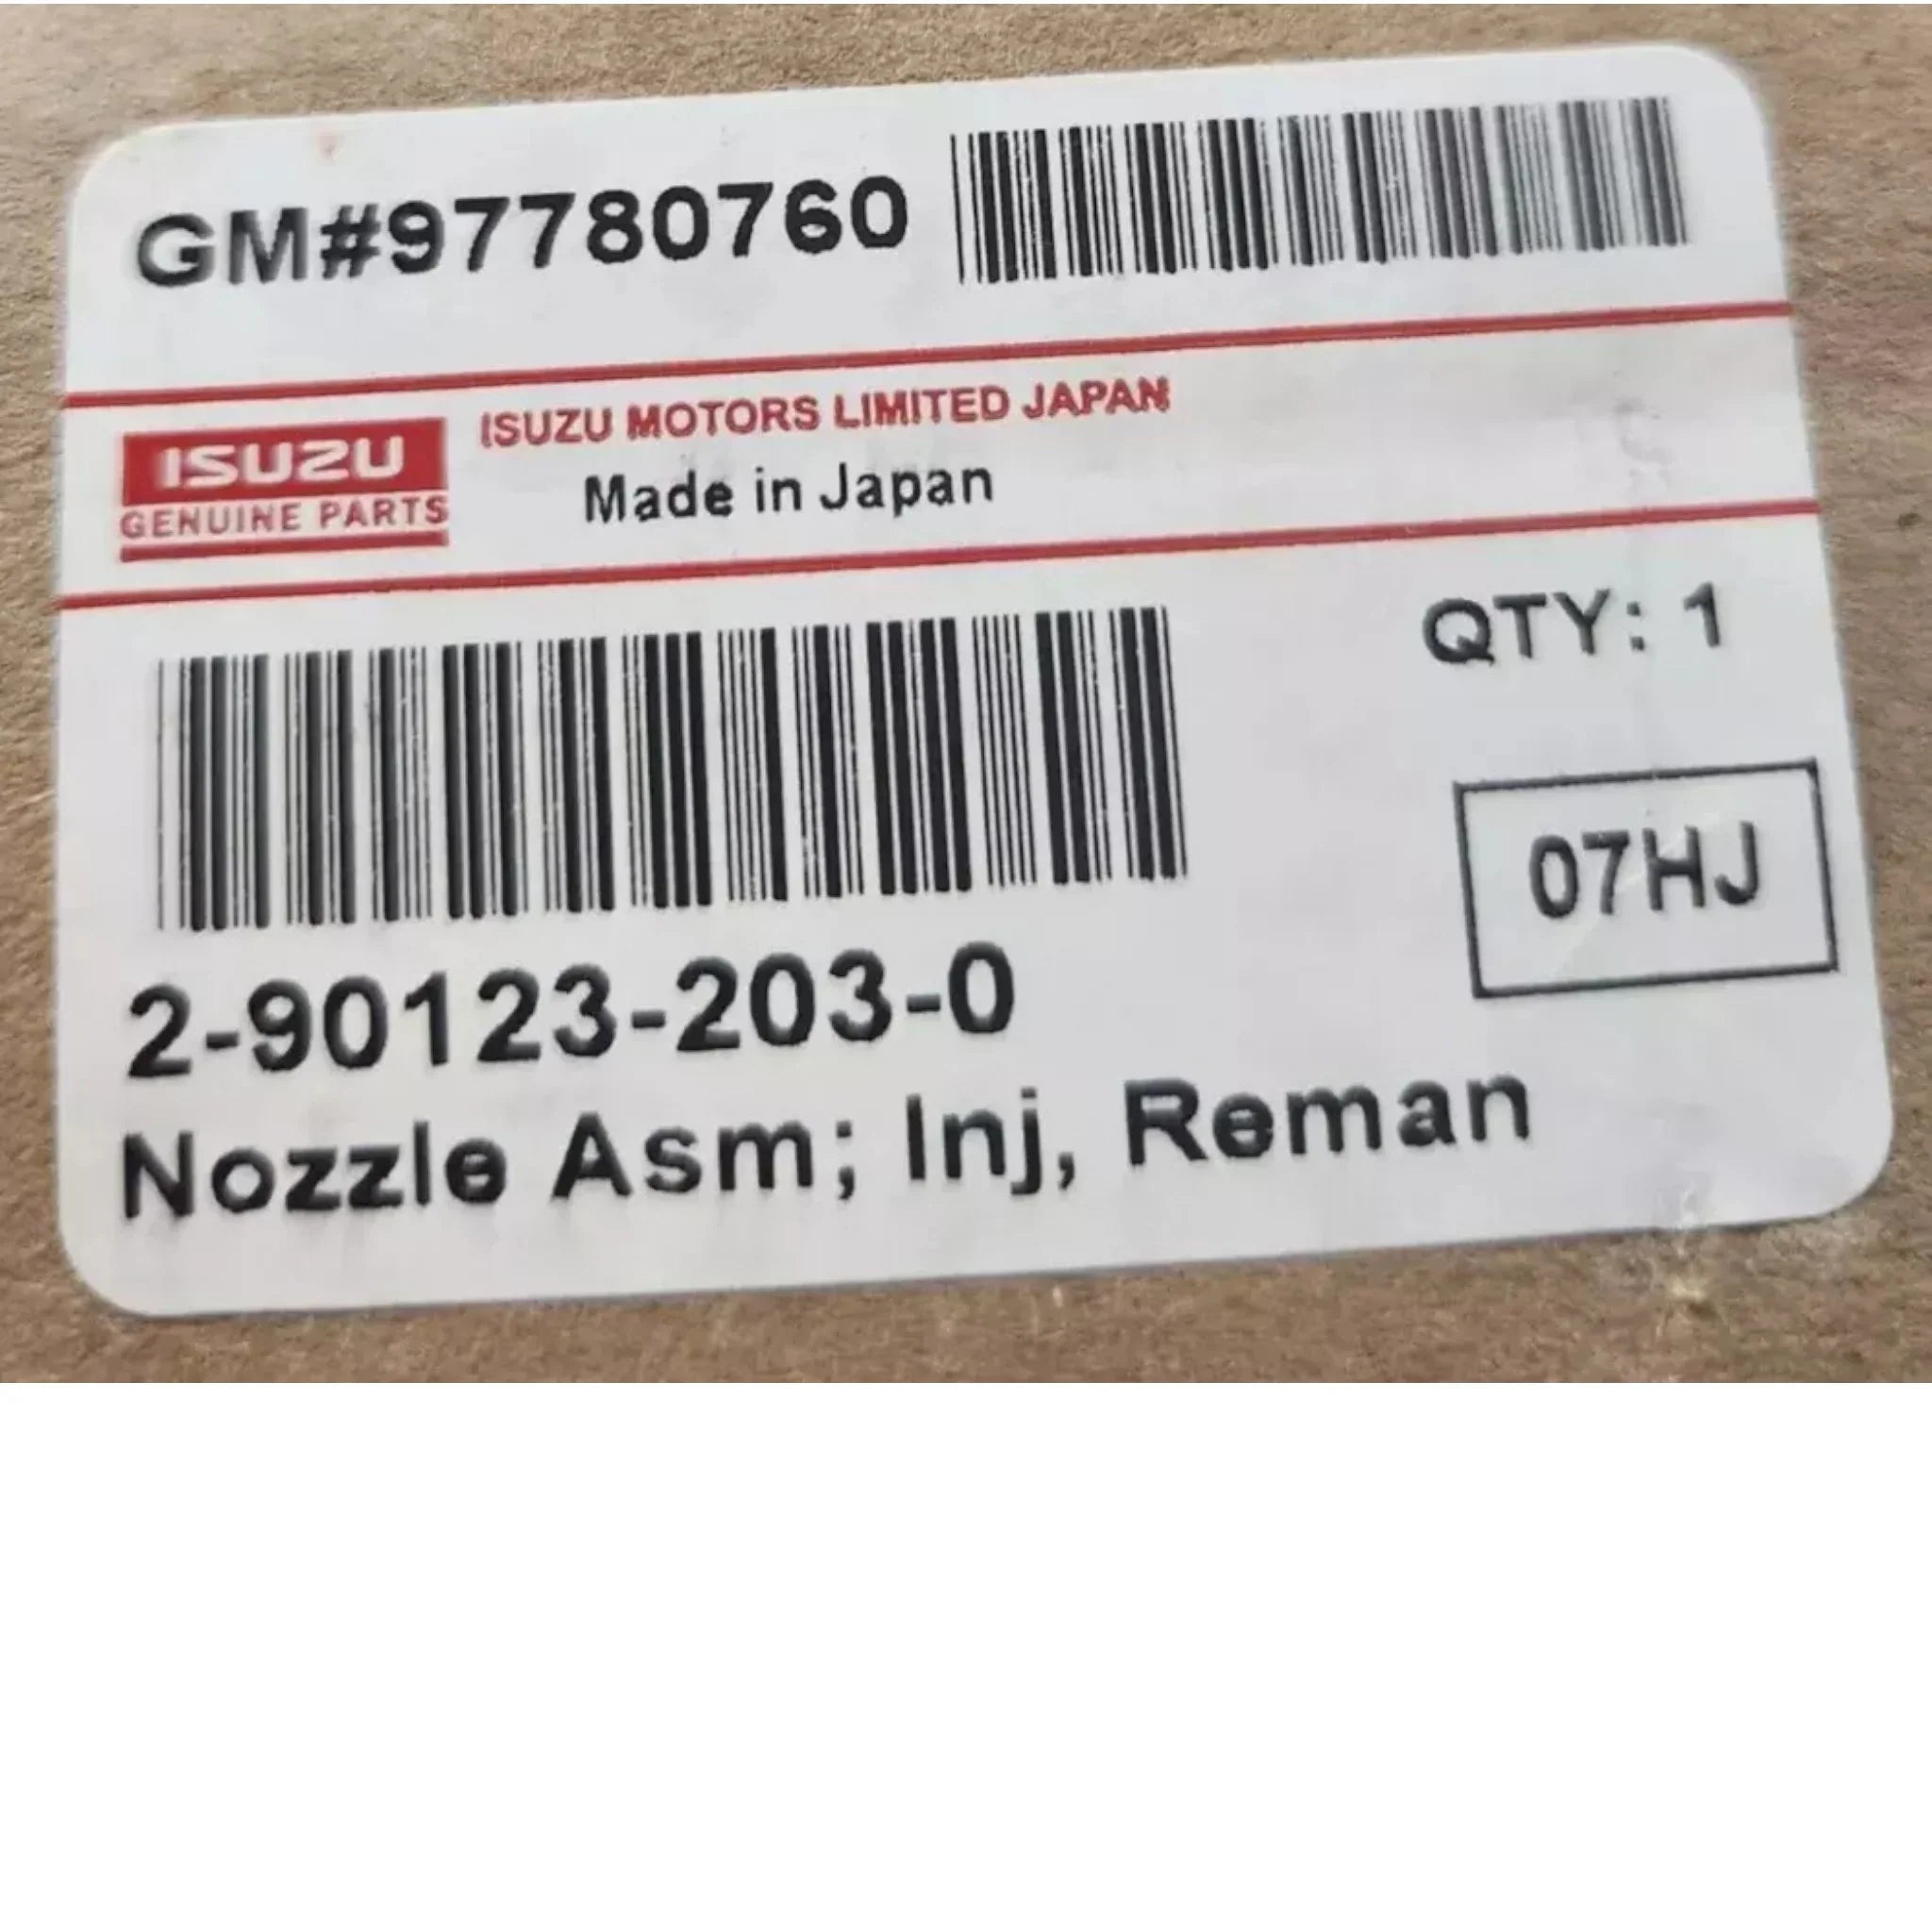 GM#97780760
ISUZU
GENUINE PARTS
ISUZU MOTORS LIMITED JAPAN
Made in Japan
QTY: 1
07HJ
2-90123-203-0
Nozzle Asm; Inj, Reman